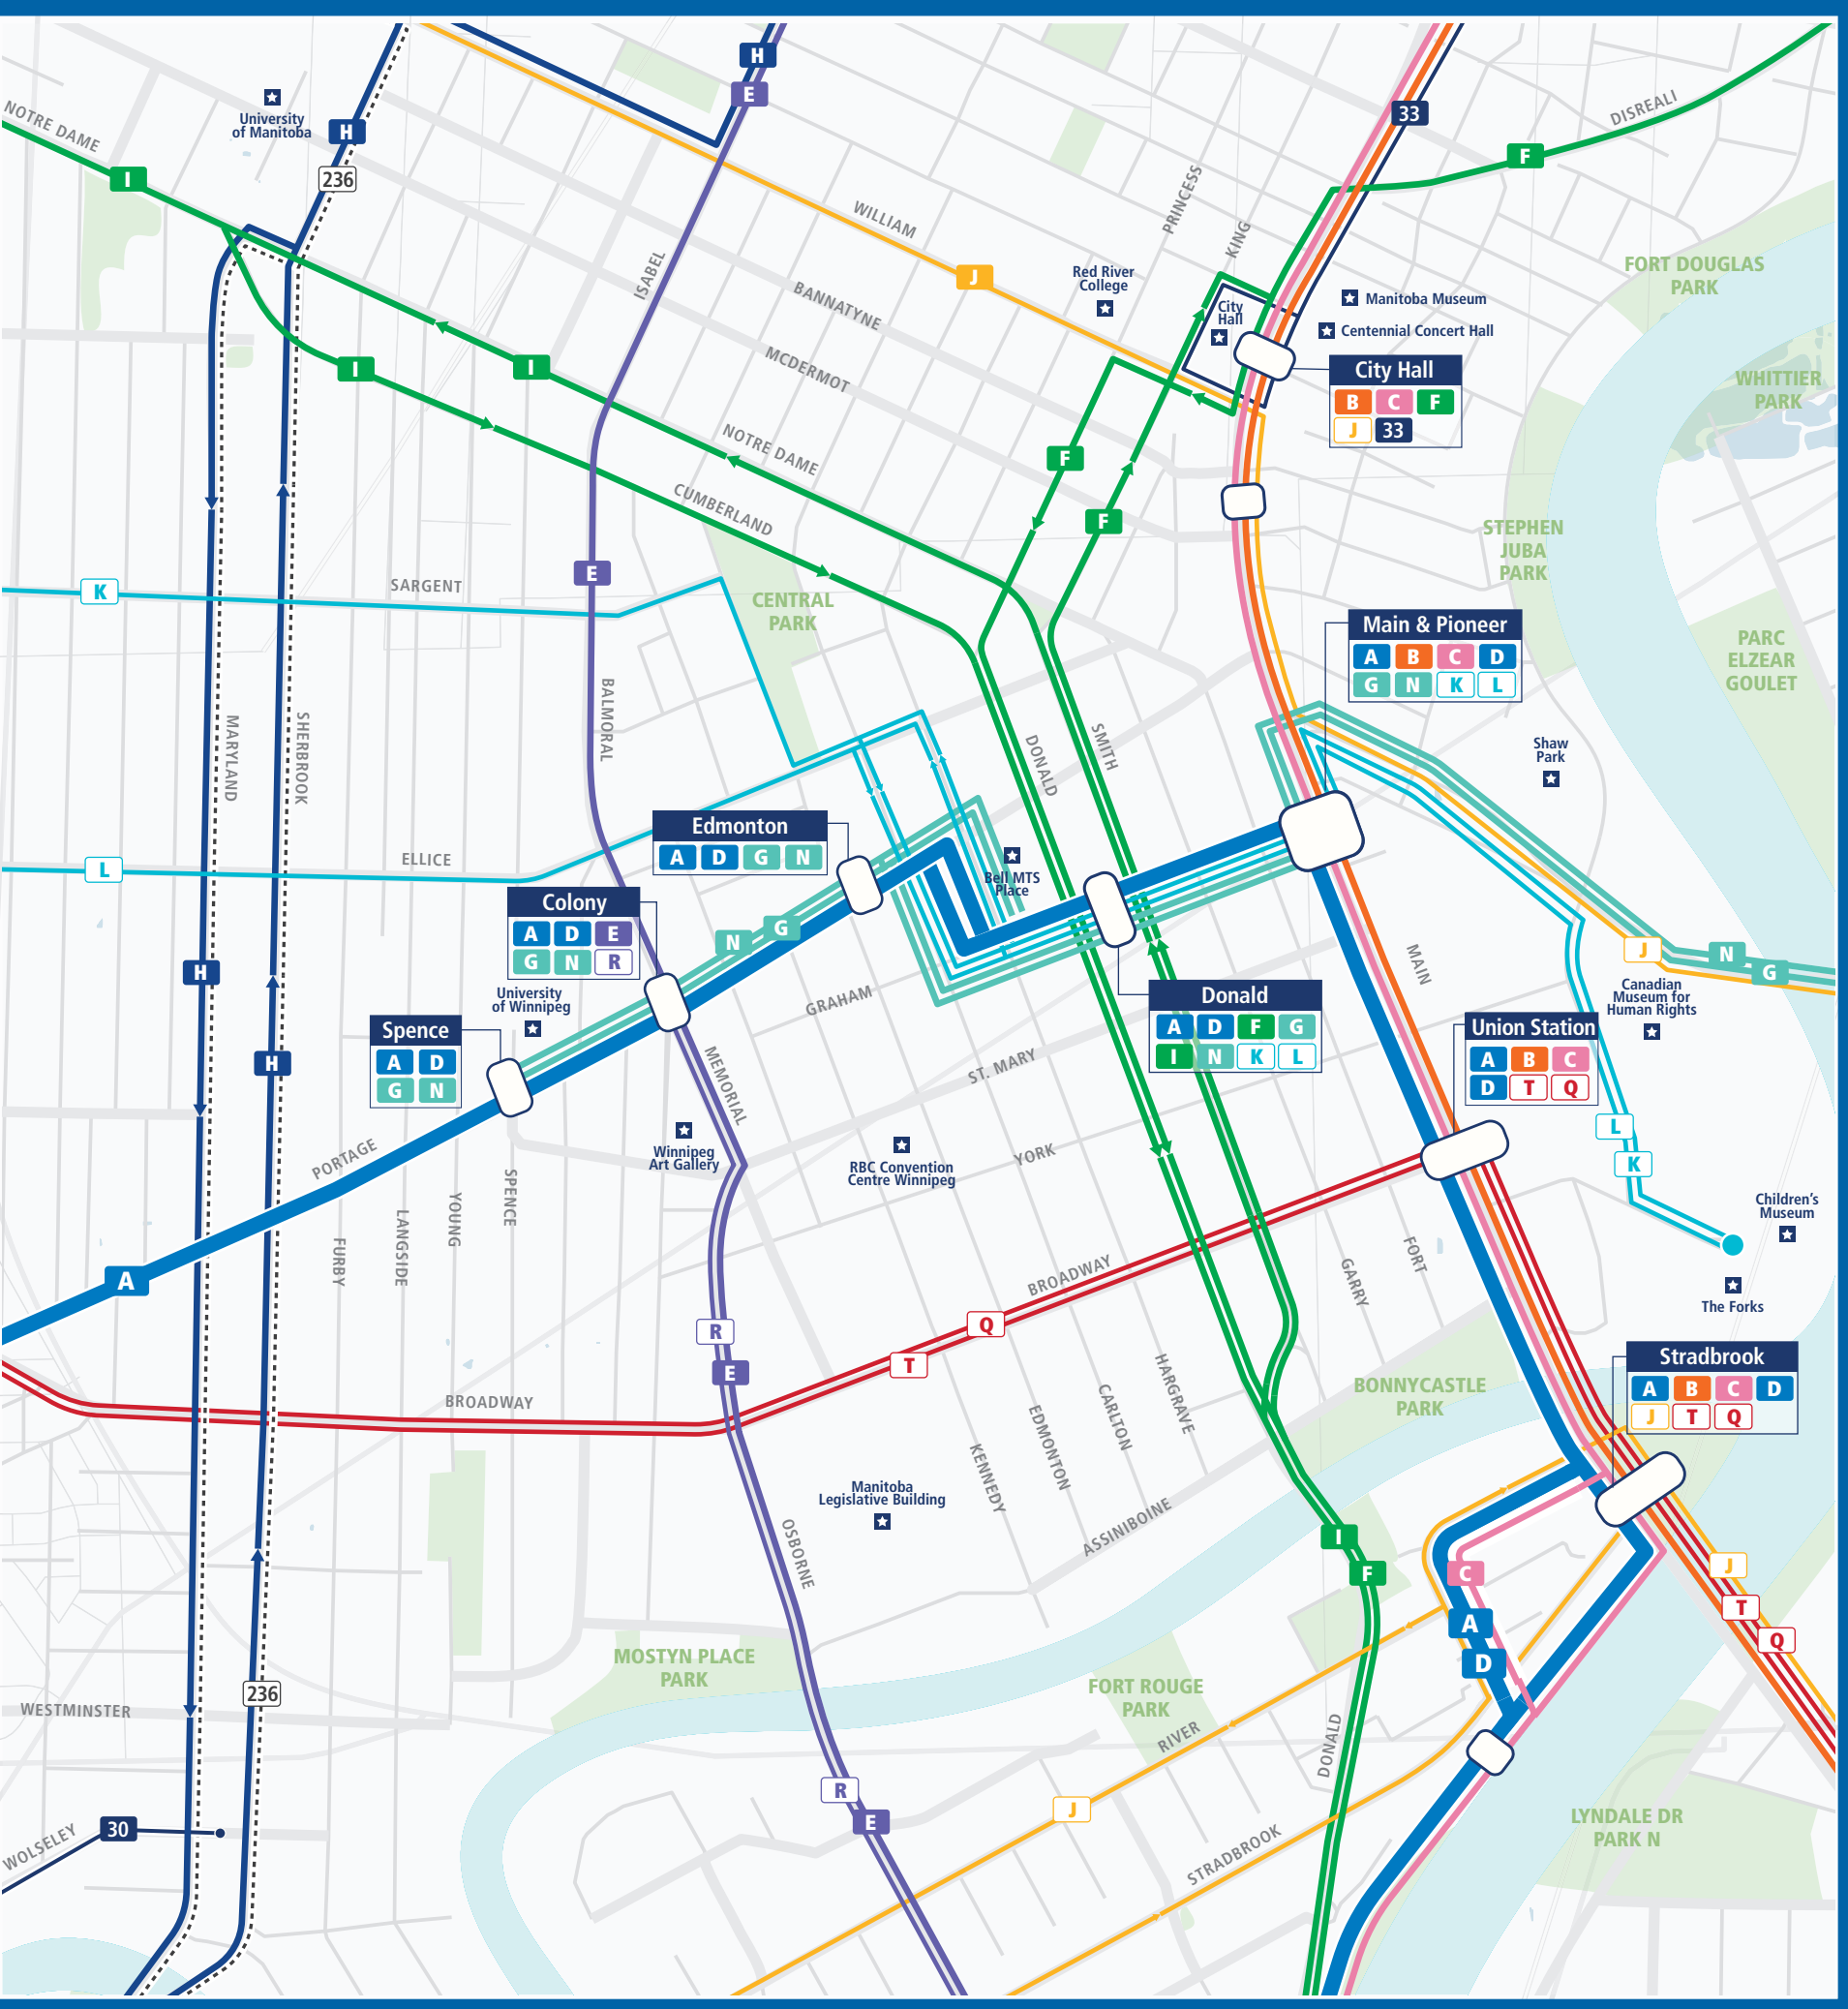 H
E
33
DISREALI
NOTRE DAME
University
of Manitoba
H
F
I
236
PRINCESS
WILLIAM
KING
ISABEL
J
Red River
College
FORT DOUGLAS
PARK
BANNATYNE
City
Hall
Manitoba Museum
Centennial Concert Hall
MCDERMOT
I
I
City Hall
B C F
J 33
WHITTIER
PARK
NOTRE DAME
F
CUMBERLAND
F
STEPHEN
JUBA
PARK
E
K
SARGENT
CENTRAL
PARK
Main & Pioneer
A B C D
G N K L
PARC
ELZEAR
GOULET
MARYLAND
SHERBROOK
BALMORAL
DONALD
SMITH
Shaw
Park
Edmonton
A D G N
L
ELLICE
Bell MTS
Place
Colony
A D E
G N R
N
G
MAIN
J
N
G
H
University
of Winnipeg
GRAHAM
Donald
A D F G
I N K L
Canadian
Museum for
Human Rights
Spence
A D
G N
Union Station
A B C
D T Q
H
MEMORIAL
ST. MARY
L
Winnipeg
Art Gallery
RBC Convention
Centre Winnipeg
YORK
K
PORTAGE
SPENCE
YOUNG
LANGSIDE
FURBY
Children's
Museum
A
BROADWAY
GARRY
FORT
The Forks
R
Q
T
E
Stradbrook
A B C D
J T Q
BROADWAY
HARGRAVE
CARLTON
EDMONTON
KENNEDY
BONNYCASTLE
PARK
Manitoba
Legislative Building
OSBORNE
ASSINIBOINE
I
F
C
J
T
Q
A
D
MOSTYN PLACE
PARK
FORT ROUGE
PARK
236
WESTMINSTER
RIVER
DONALD
R
E
J
30
WOLSELEY
STRADBROOK
LYNDALE DR
PARK N